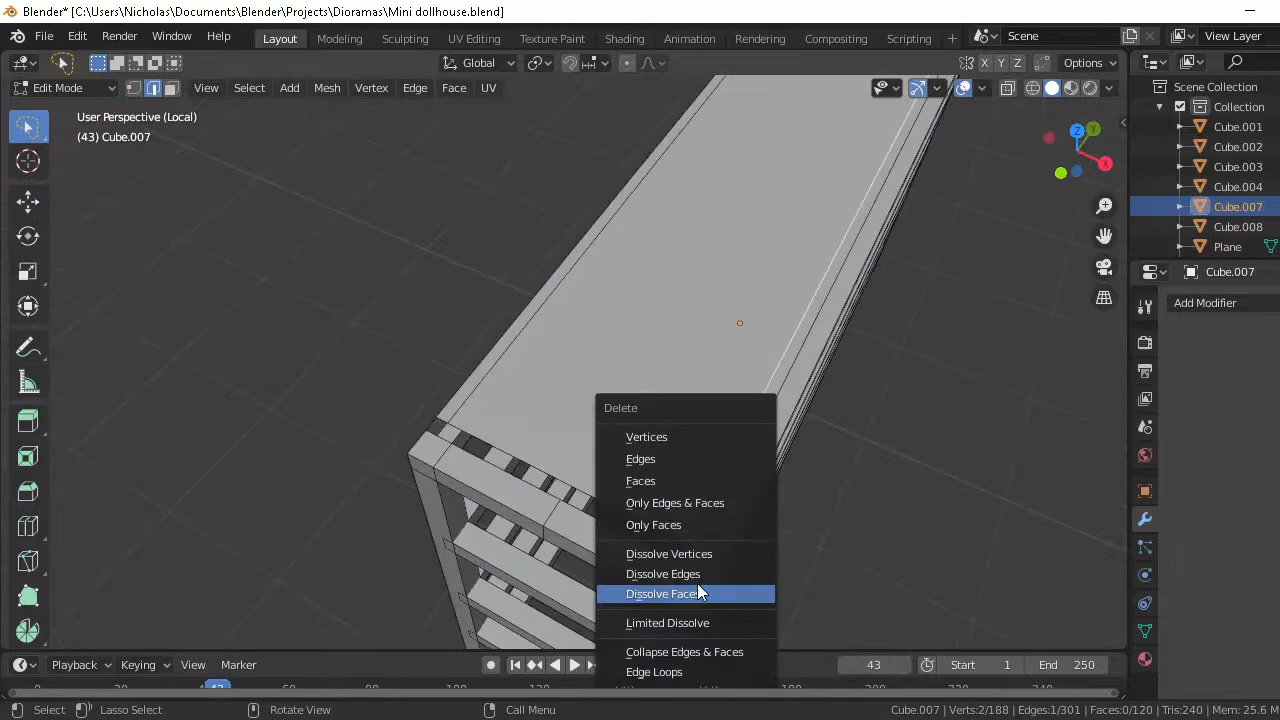 Blender* [C:\Users\Nicholas\Documents\Blender\Projects\Dioramas\Mini dollhouse.blend]
File Edit Render Window Help Layout Modeling Sculpting UV Editing Texture Paint Shading Animation Rendering Compositing Scripting Scene View Layer
Global X Y Z Options
Edit Mode View Select Add Mesh Vertex Edge Face UV
User Perspective (Local)
(43) Cube.007
Z
Y
X
Scene Collection
Collection
Cube.001
Cube.002
Cube.003
Cube.004
Cube.007
Cube.008
Plane
Cube.007
Add Modifier
Delete
Vertices
Edges
Faces
Only Edges & Faces
Only Faces
Dissolve Vertices
Dissolve Edges
Dissolve Faces
Limited Dissolve
Collapse Edges & Faces
Edge Loops
Playback Keying View Marker 43 Start 1 End 250
Select Lasso Select Rotate View Call Menu Cube.007 | Verts:2/188 | Edges:1/301 | Faces:0/120 | Tris:240 | Mem: 25.6 M